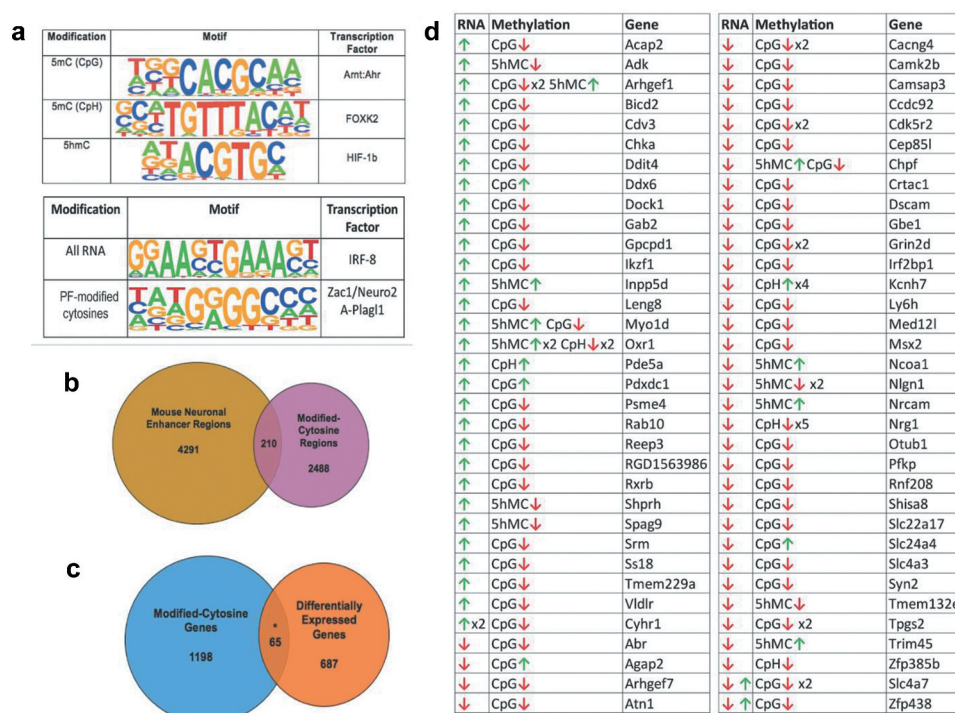 a
Modification Motif Transcription Factor
5mC (CpG) TGGCACGCAA Arnt:Ahr
5mC (CpH) GCATGTTTACAT FOXK2
5hmC ATACGTGC HIF-1b
Modification Motif Transcription Factor
All RNA GGAAGTGAAAGT IRF-8
PF-modified cytosines TATGGGGCCC Zac1/Neuro2 A-Plagl1
b
Mouse Neuronal Enhancer Regions
4291
210
Modified-Cytosine Regions
2488
c
Modified-Cytosine Genes
1198
*
65
Differentially Expressed Genes
687
d
RNA Methylation Gene
↑ CpG↓ Acap2
↑ 5hMC↓ Adk
↑ CpG↓x2 5hMC↑ Arhgef1
↑ CpG↓ Bicd2
↑ CpG↓ Cdv3
↑ CpG↓ Chka
↑ CpG↓ Ddit4
↑ CpG↑ Ddx6
↑ CpG↓ Dock1
↑ CpG↓ Gab2
↑ CpG↓ Gpcpd1
↑ CpG↓ Ikzf1
↑ 5hMC↑ Inpp5d
↑ CpG↓ Leng8
↑ 5hMC↑ CpG↓ Myo1d
↑ 5hMC↑x2 CpH↓x2 Oxr1
↑ CpH↑ Pde5a
↑ CpG↑ Pdxdc1
↑ CpG↓ Psme4
↑ CpG↓ Rab10
↑ CpG↓ Reep3
↑ CpG↓ RGD1563986
↑ CpG↓ Rxrb
↑ 5hMC↓ Shprh
↑ 5hMC↓ Spag9
↑ CpG↓ Srm
↑ CpG↓ Ss18
↑ CpG↓ Tmem229a
↑ CpG↓ Vldlr
↑x2 CpG↓ Cyhr1
↓ CpG↓ Abr
↓ CpG↑ Agap2
↓ CpG↓ Arhgef7
↓ CpG↓ Atn1
RNA Methylation Gene
↓ CpG↓x2 Cacng4
↓ CpG↓ Camk2b
↓ CpG↓ Camsap3
↓ CpG↓ Ccdc92
↓ CpG↓x2 Cdk5r2
↓ CpG↓ Cep85l
↓ 5hMC↑CpG↓ Chpf
↓ CpG↓ Crtac1
↓ CpG↓ Dscam
↓ CpG↓ Gbe1
↓ CpG↓x2 Grin2d
↓ CpG↓ Irf2bp1
↓ CpH↑x4 Kcnh7
↓ CpG↓ Ly6h
↓ CpG↓ Med12l
↓ CpG↓ Msx2
↓ 5hMC↑ Ncoa1
↓ 5hMC↓ x2 Nlgn1
↓ 5hMC↑ Nrcam
↓ CpH↓x5 Nrg1
↓ CpG↓ Otub1
↓ CpG↓ Pfkp
↓ CpG↓ Rnf208
↓ CpG↓ Shisa8
↓ CpG↓ Slc22a17
↓ CpG↑ Slc24a4
↓ CpG↓ Slc4a3
↓ CpG↓ Syn2
↓ 5hMC↓ Tmem132e
↓ CpG↓ x2 Tpgs2
↓ 5hMC↑ Trim45
↓ CpH↓ Zfp385b
↓ ↑ CpG↓ x2 Slc4a7
↓ ↑ CpG↓ Zfp438